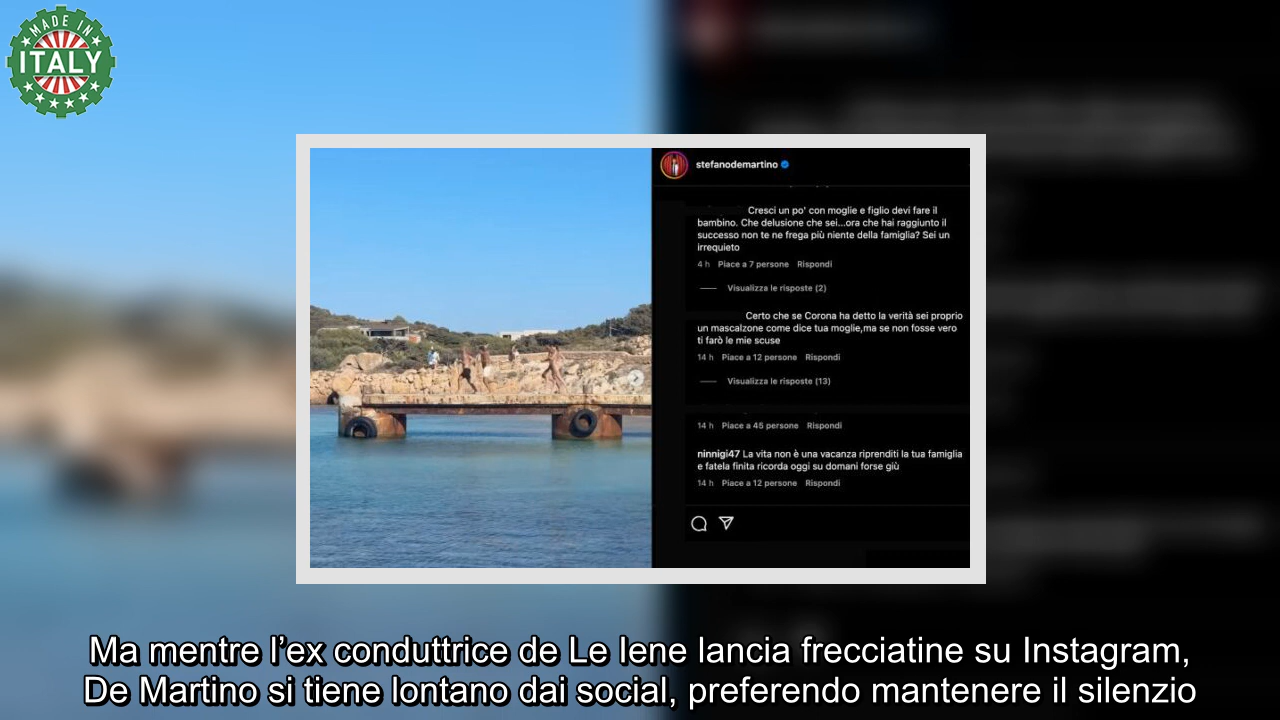 MADE IN
ITALY
stefanodemartino
Cresci un po' con moglie e figlio devi fare il
bambino. Che delusione che sei...ora che hai raggiunto il
successo non te ne frega più niente della famiglia? Sei un
irrequieto
4 h Piace a 7 persone Rispondi
Visualizza le risposte (2)
Certo che se Corona ha detto la verità sei proprio
un mascalzone come dice tua moglie,ma se non fosse vero
ti farò le mie scuse
14 h Piace a 12 persone Rispondi
Visualizza le risposte (13)
14 h Piace a 45 persone Rispondi
ninnigi47 La vita non è una vacanza riprenditi la tua famiglia
e fatela finita ricorda oggi su domani forse giù
14 h Piace a 12 persone Rispondi
Ma mentre l’ex conduttrice de Le Iene lancia frecciatine su Instagram,
De Martino si tiene lontano dai social, preferendo mantenere il silenzio